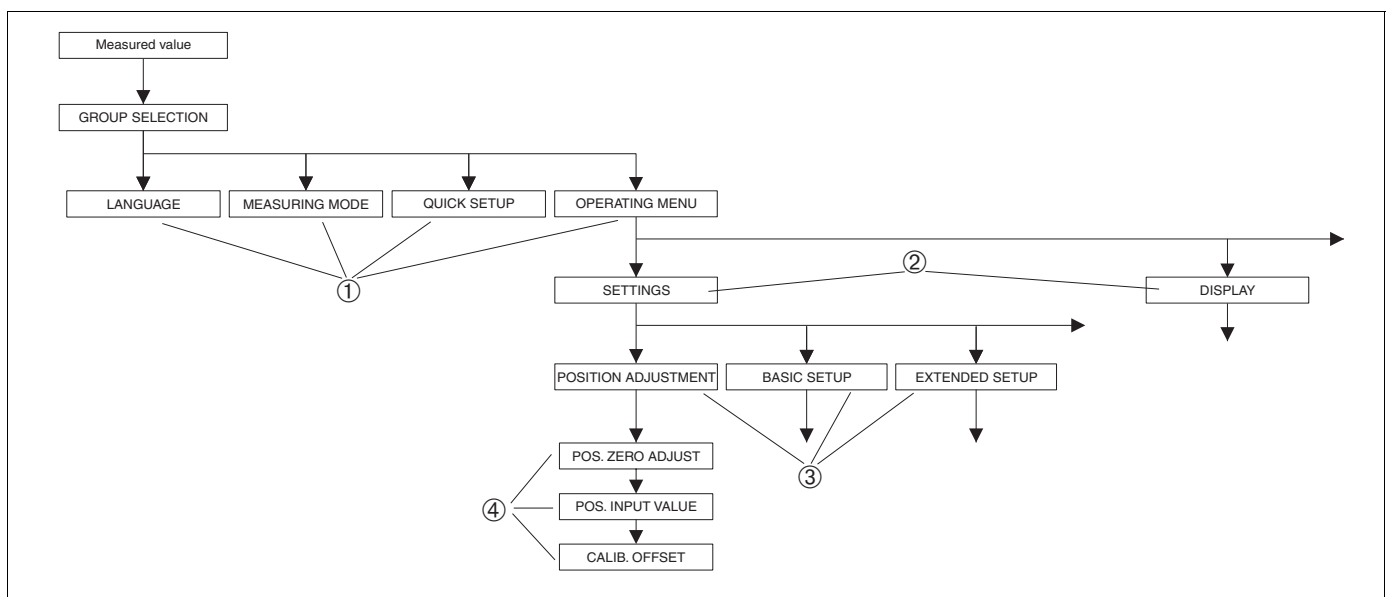 Measured value
GROUP SELECTION
LANGUAGE
MEASURING MODE
QUICK SETUP
OPERATING MENU
①
②
SETTINGS
DISPLAY
POSITION ADJUSTMENT
BASIC SETUP
EXTENDED SETUP
③
POS. ZERO ADJUST
④
POS. INPUT VALUE
CALIB. OFFSET